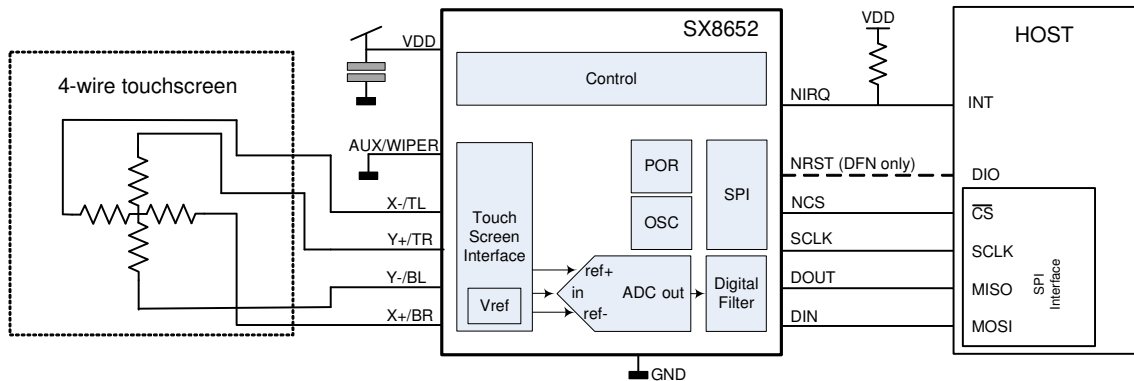 4-wire touchscreen
VDD
AUX/WIPER
X-/TL
Y+/TR
Y-/BL
X+/BR
SX8652
Control
Touch
Screen
Interface
Vref
POR
OSC
SPI
ref+
in
ref-
ADC out
Digital
Filter
GND
VDD
NIRQ
NRST (DFN only)
NCS
SCLK
DOUT
DIN
HOST
INT
DIO
CS
SCLK
MISO
MOSI
SPI
Interface